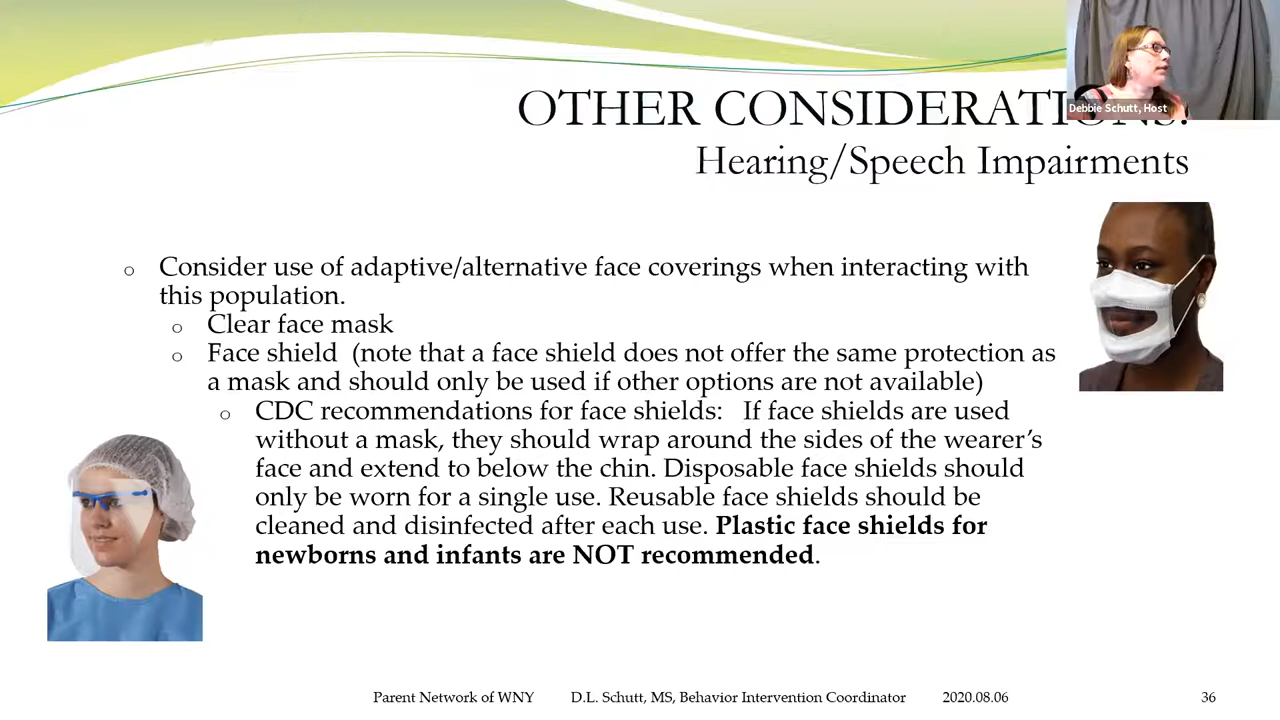 OTHER CONSIDERATIONS:
Debbie Schutt, Host
Hearing/Speech Impairments
o Consider use of adaptive/alternative face coverings when interacting with
this population.
o Clear face mask
o Face shield (note that a face shield does not offer the same protection as
a mask and should only be used if other options are not available)
o CDC recommendations for face shields: If face shields are used
without a mask, they should wrap around the sides of the wearer’s
face and extend to below the chin. Disposable face shields should
only be worn for a single use. Reusable face shields should be
cleaned and disinfected after each use. Plastic face shields for
newborns and infants are NOT recommended.
Parent Network of WNY D.L. Schutt, MS, Behavior Intervention Coordinator 2020.08.06 36